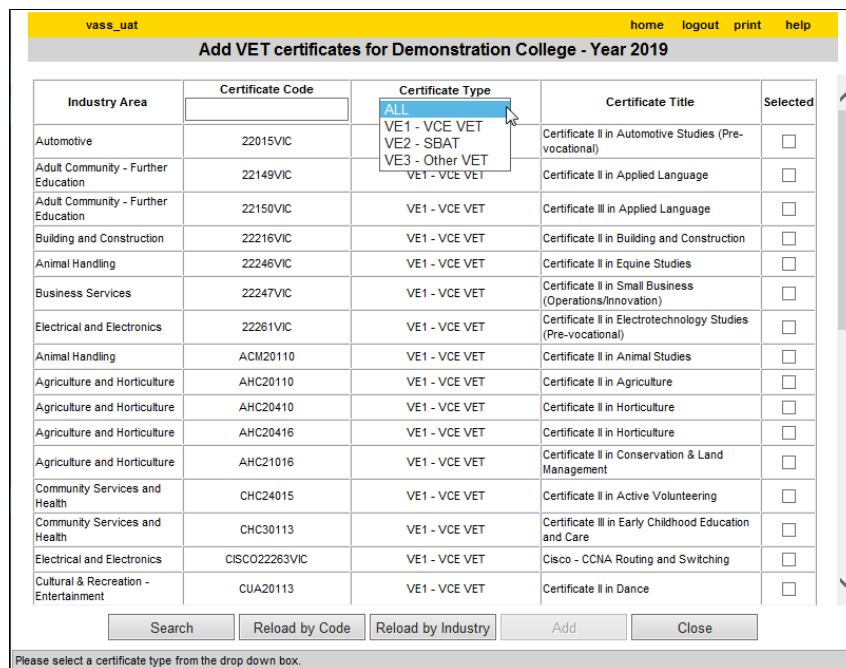 vass_uat home logout print help
Add VET certificates for Demonstration College - Year 2019
Industry Area Certificate Code Certificate Type Certificate Title Selected
ALL
VE1 - VCE VET
VE2 - SBAT
VE3 - Other VET
Automotive 22015VIC Certificate II in Automotive Studies (Pre-
vocational)
Adult Community - Further
Education 22149VIC VE1 - VCE VET Certificate II in Applied Language
Adult Community - Further
Education 22150VIC VE1 - VCE VET Certificate III in Applied Language
Building and Construction 22216VIC VE1 - VCE VET Certificate II in Building and Construction
Animal Handling 22246VIC VE1 - VCE VET Certificate II in Equine Studies
Business Services 22247VIC VE1 - VCE VET Certificate II in Small Business
(Operations/Innovation)
Electrical and Electronics 22261VIC VE1 - VCE VET Certificate II in Electrotechnology Studies
(Pre-vocational)
Animal Handling ACM20110 VE1 - VCE VET Certificate II in Animal Studies
Agriculture and Horticulture AHC20110 VE1 - VCE VET Certificate II in Agriculture
Agriculture and Horticulture AHC20410 VE1 - VCE VET Certificate II in Horticulture
Agriculture and Horticulture AHC20416 VE1 - VCE VET Certificate II in Horticulture
Agriculture and Horticulture AHC21016 VE1 - VCE VET Certificate II in Conservation & Land
Management
Community Services and
Health CHC24015 VE1 - VCE VET Certificate II in Active Volunteering
Community Services and
Health CHC30113 VE1 - VCE VET Certificate III in Early Childhood Education
and Care
Electrical and Electronics CISCO22263VIC VE1 - VCE VET Cisco - CCNA Routing and Switching
Cultural & Recreation -
Entertainment CUA20113 VE1 - VCE VET Certificate II in Dance
Search Reload by Code Reload by Industry Add Close
Please select a certificate type from the drop down box.